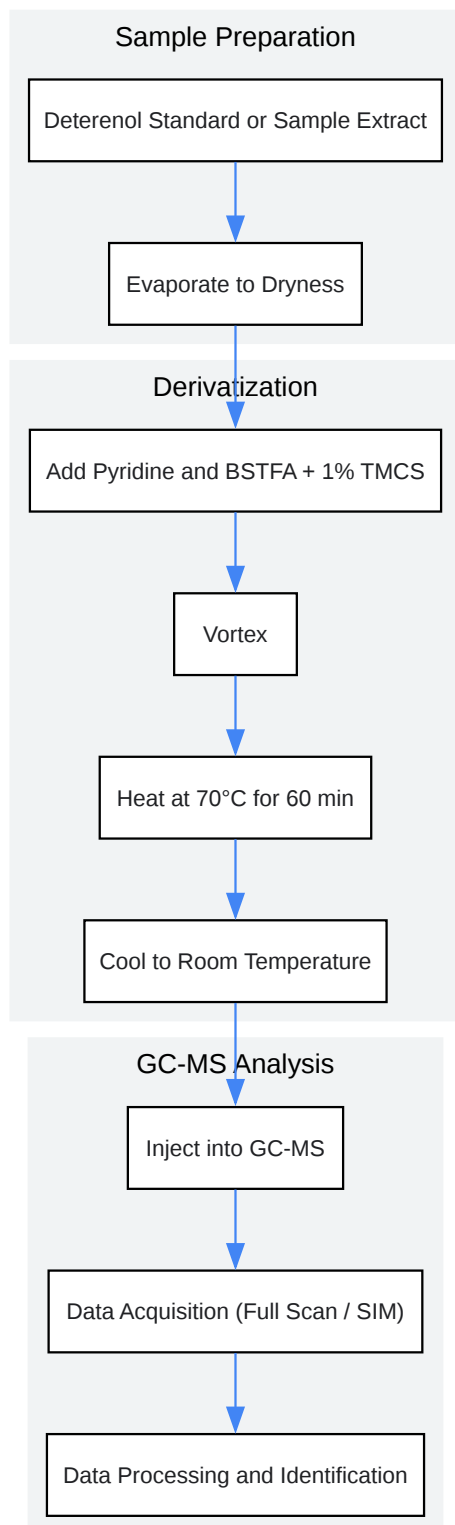 Sample Preparation
Deterenol Standard or Sample Extract
Evaporate to Dryness
Derivatization
Add Pyridine and BSTFA + 1% TMCS
Vortex
Heat at 70°C for 60 min
Cool to Room Temperature
GC-MS Analysis
Inject into GC-MS
Data Acquisition (Full Scan / SIM)
Data Processing and Identification